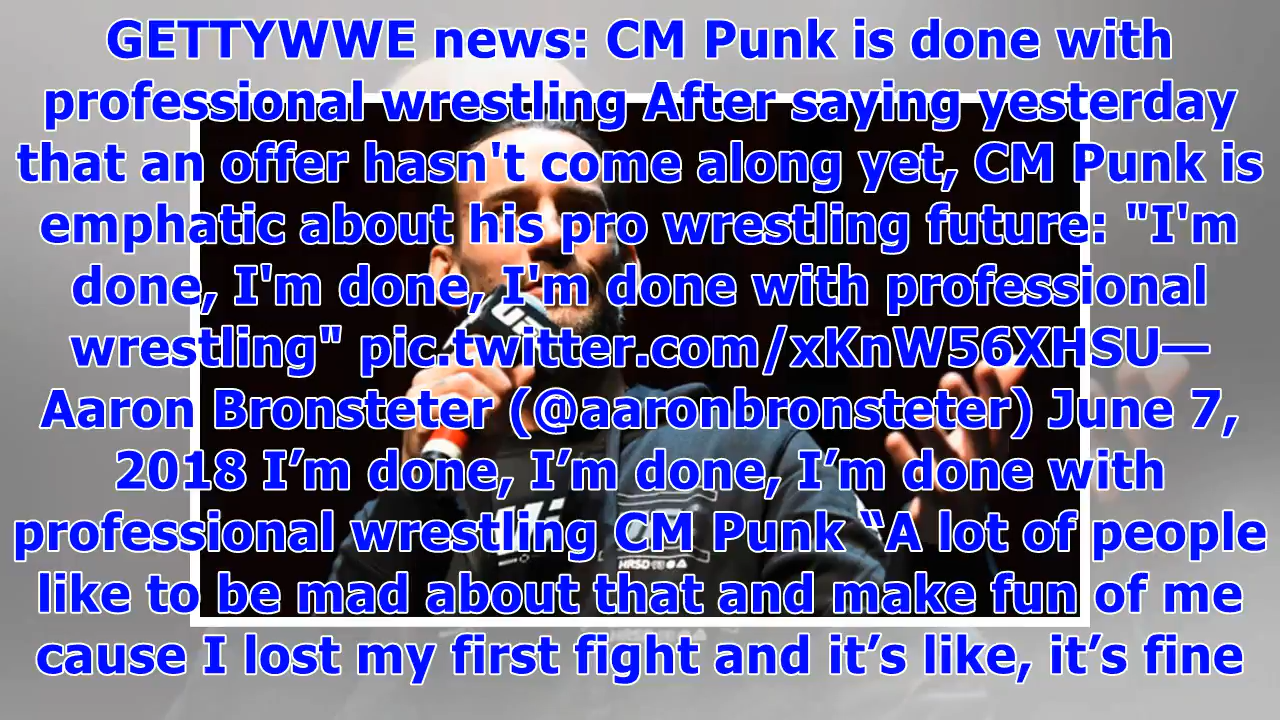 GETTYWWE news: CM Punk is done with
professional wrestling After saying yesterday
that an offer hasn't come along yet, CM Punk is
emphatic about his pro wrestling future: "I'm
done, I'm done, I'm done with professional
wrestling" pic.twitter.com/xKnW56XHSU—
Aaron Bronsteter (@aaronbronsteter) June 7,
2018 I’m done, I’m done, I’m done with
professional wrestling CM Punk “A lot of people
like to be mad about that and make fun of me
cause I lost my first fight and it’s like, it’s fine